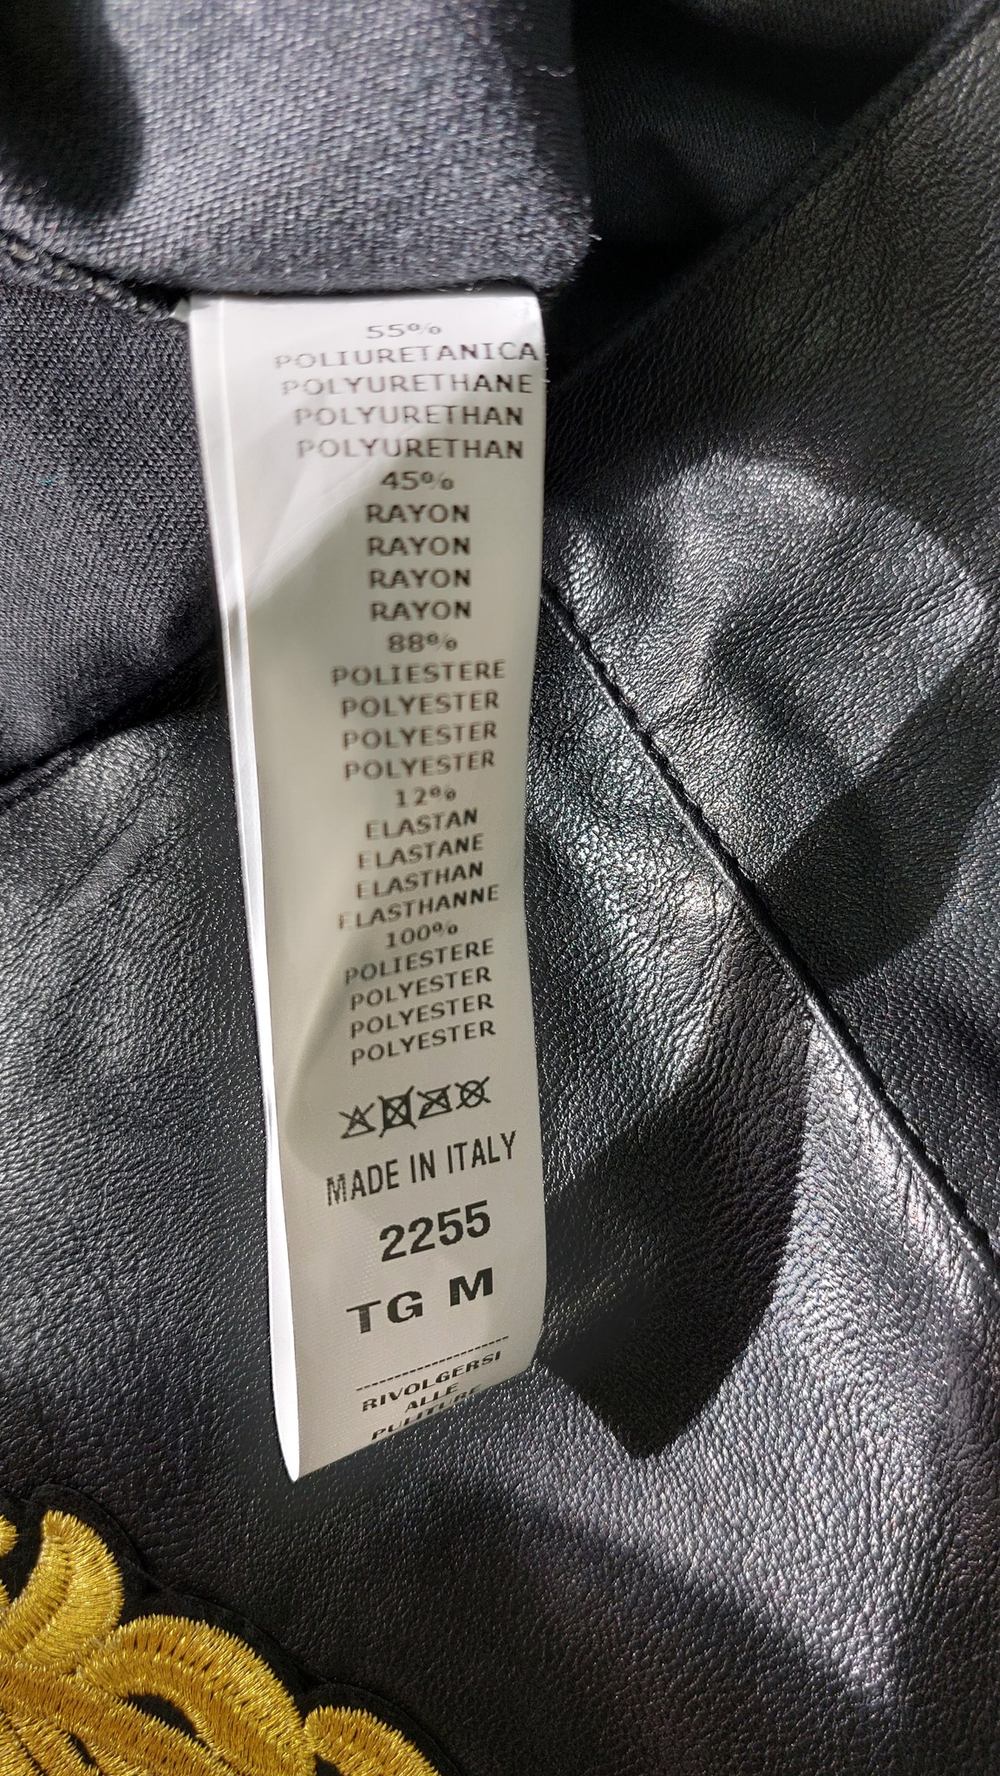 55%
POLIURETANICA
POLYURETHANE
POLYURETHAN
POLYURETHAN
45%
RAYON
RAYON
RAYON
RAYON
88%
POLIESTERE
POLYESTER
POLYESTER
POLYESTER
12%
ELASTAN
ELASTANE
ELASTHAN
ELASTHANNE
100%
POLIESTERE
POLYESTER
POLYESTER
POLYESTER
MADE IN ITALY
2255
TG M
RIVOLGERSI
ALLE
PULITURE